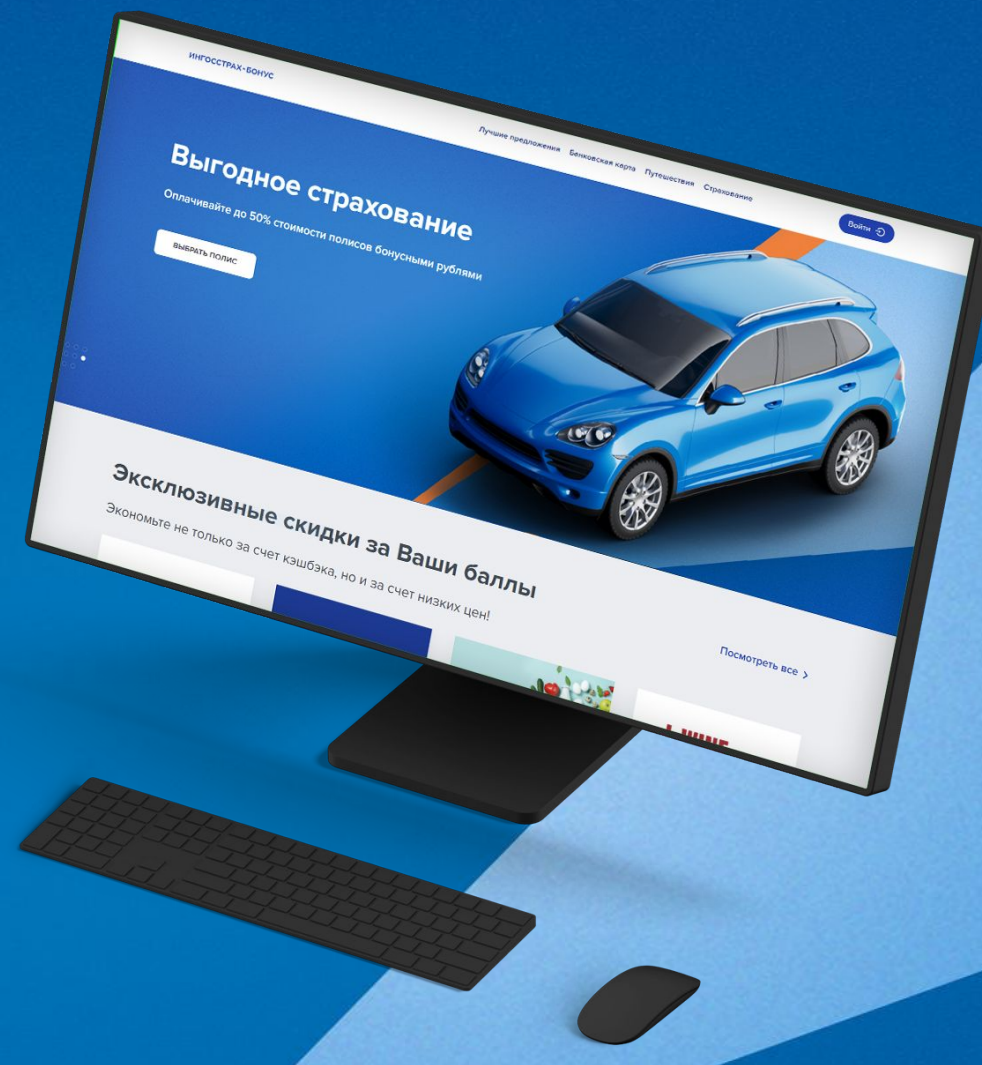 ИНГОССТРАХ-БОНУС
Лучшие предложения Банковская карта Путешествия Страхование
Войти
Выгодное страхование
Оплачивайте до 50% стоимости полисов бонусными рублями
ВЫБРАТЬ ПОЛИС
Эксклюзивные скидки за Ваши баллы
Экономьте не только за счет кэшбэка, но и за счет низких цен!
Посмотреть все